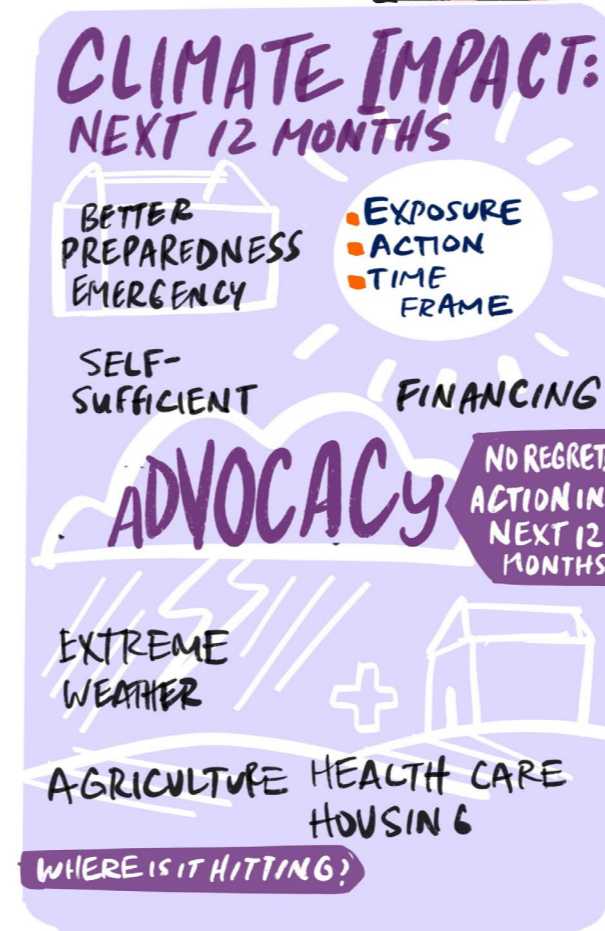 CLIMATE IMPACT:
NEXT 12 MONTHS
BETTER
PREPAREDNESS
EMERGENCY
EXPOSURE
ACTION
TIME
FRAME
SELF-
SUFFICIENT
FINANCING
ADVOCACY
NO REGRET
ACTION IN
NEXT 12
MONTHS
EXTREME
WEATHER
AGRICULTURE
HEALTH CARE
HOUSING
WHERE IS IT HITTING?